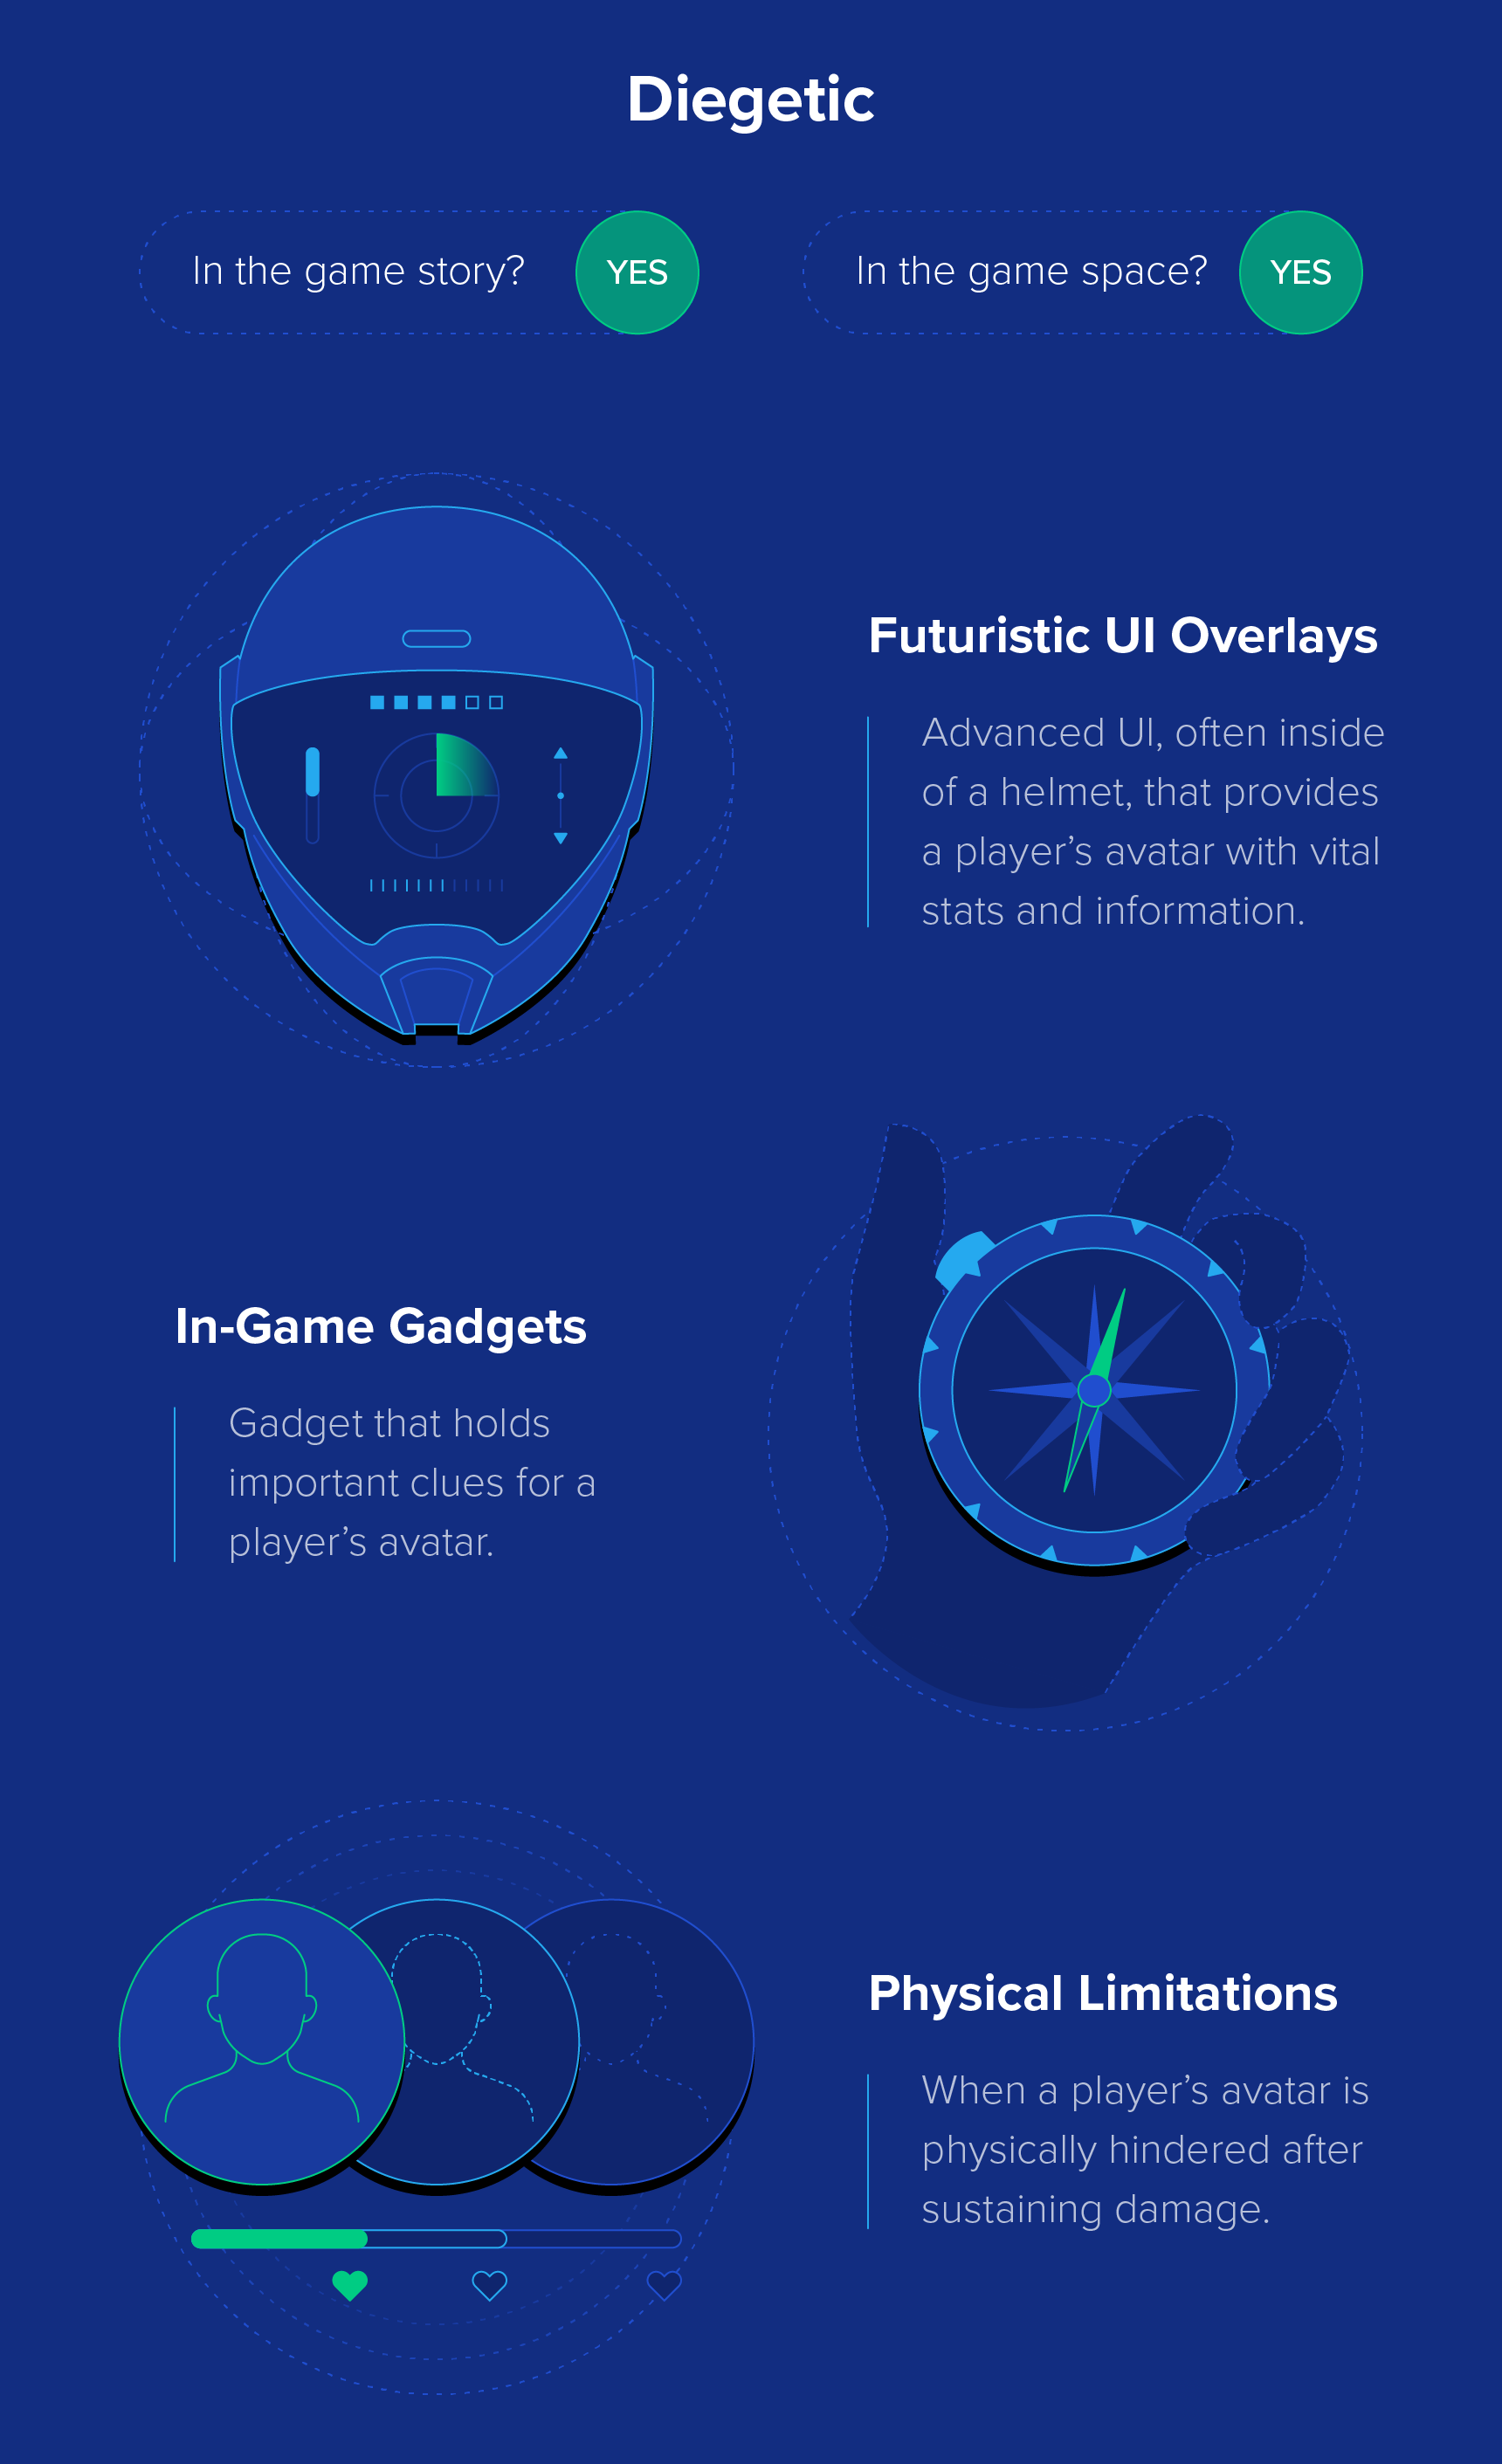 Diegetic
In the game story? YES
In the game space? YES
Futuristic UI Overlays
Advanced UI, often inside
of a helmet, that provides
a player’s avatar with vital
stats and information.
In-Game Gadgets
Gadget that holds
important clues for a
player’s avatar.
Physical Limitations
When a player’s avatar is
physically hindered after
sustaining damage.